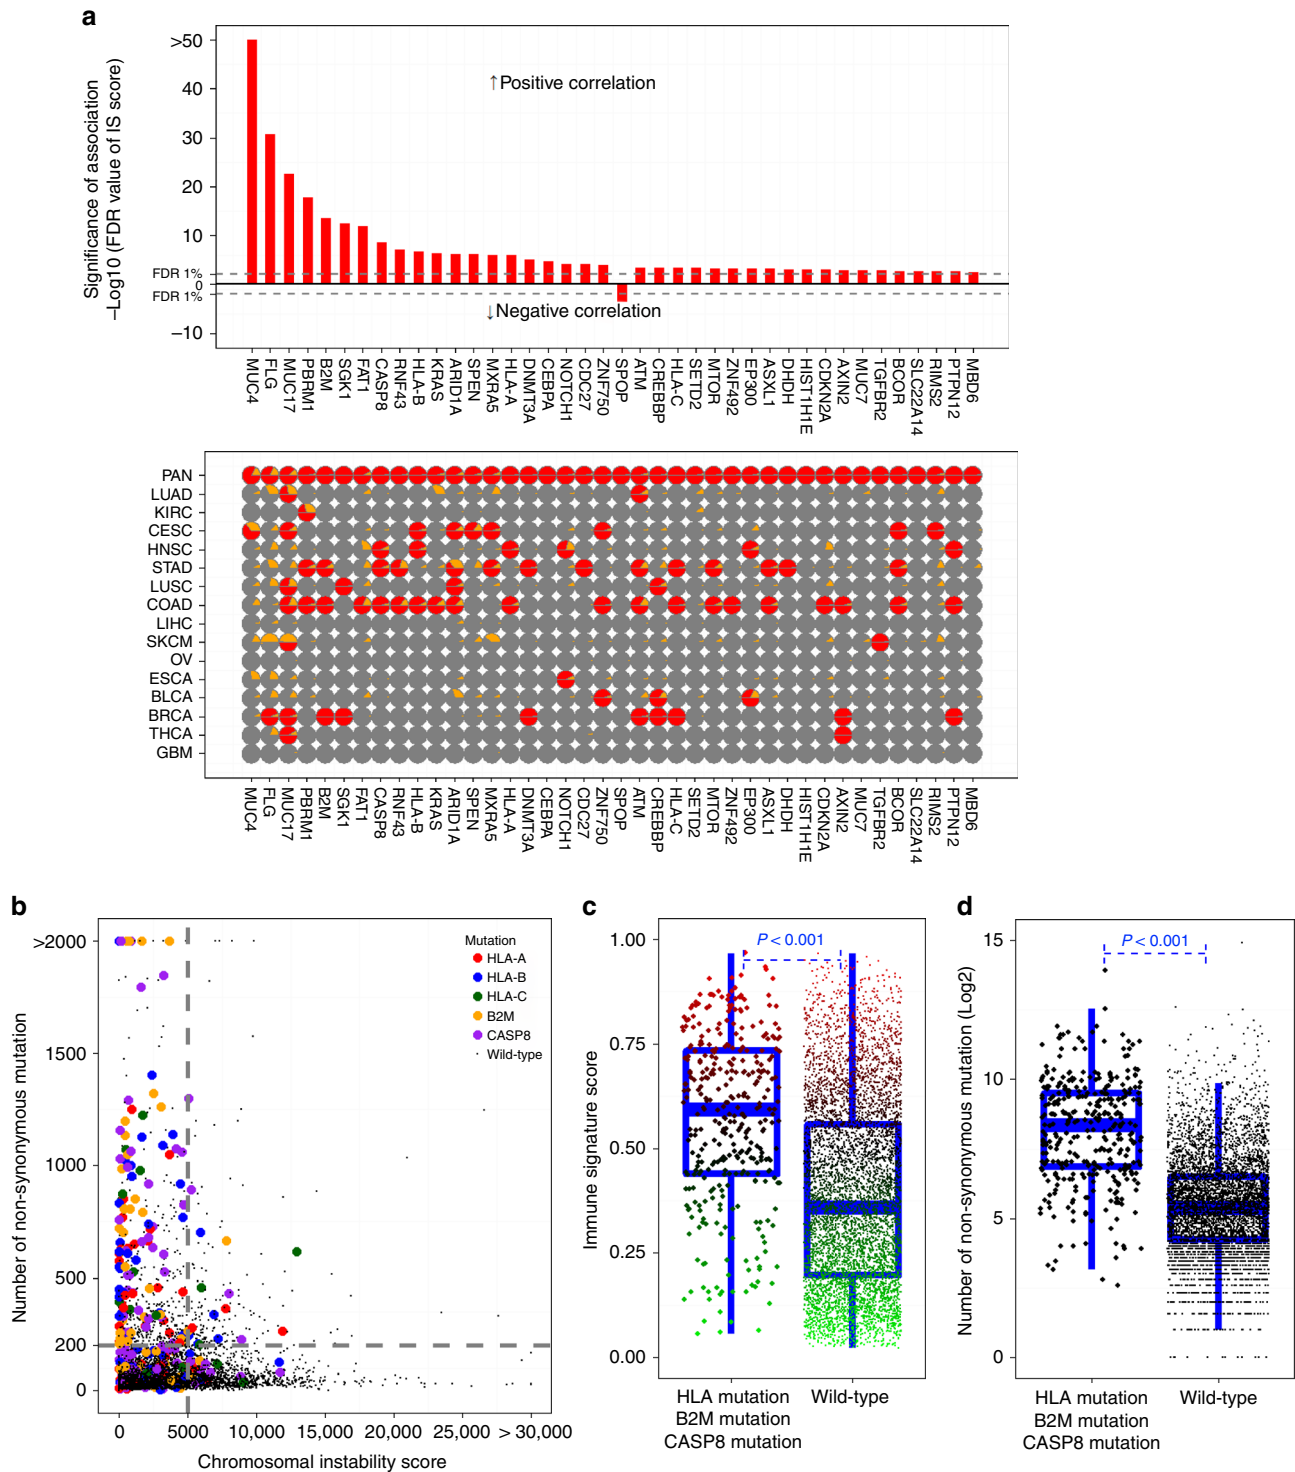 a
Significance of association
–Log10 (FDR value of IS score)
>50
40
30
20
10
FDR 1%
0
FDR 1%
–10
↑Positive correlation
↓Negative correlation
MUC4 FLG MUC17 PBRM1 B2M SGK1 FAT1 CASP8 RNF43 HLA-B KRAS ARID1A SPEN MXRA5 HLA-A DNMT3A CEBPA NOTCH1 CDC27 ZNF750 SPOP ATM CREBBP HLA-C SETD2 MTOR ZNF492 EP300 ASXL1 DHDH HIST1H1E CDKN2A AXIN2 MUC7 TGFBR2 BCOR SLC22A14 RIMS2 PTPN12 MBD6
PAN
LUAD
KIRC
CESC
HNSC
STAD
LUSC
COAD
LIHC
SKCM
OV
ESCA
BLCA
BRCA
THCA
GBM
MUC4 FLG MUC17 PBRM1 B2M SGK1 FAT1 CASP8 RNF43 HLA-B KRAS ARID1A SPEN MXRA5 HLA-A DNMT3A CEBPA NOTCH1 CDC27 ZNF750 SPOP ATM CREBBP HLA-C SETD2 MTOR ZNF492 EP300 ASXL1 DHDH HIST1H1E CDKN2A AXIN2 MUC7 TGFBR2 BCOR SLC22A14 RIMS2 PTPN12 MBD6
b
Number of non-synonymous mutation
>2000
1500
1000
500
200
0
Mutation
HLA-A
HLA-B
HLA-C
B2M
CASP8
Wild-type
0 5000 10,000 15,000 20,000 25,000 > 30,000
Chromosomal instability score
c
Immune signature score
1.00
0.75
0.50
0.25
0.00
P < 0.001
HLA mutation
B2M mutation
CASP8 mutation
Wild-type
d
Number of non-synonymous mutation (Log2)
15
10
5
0
P < 0.001
HLA mutation
B2M mutation
CASP8 mutation
Wild-type